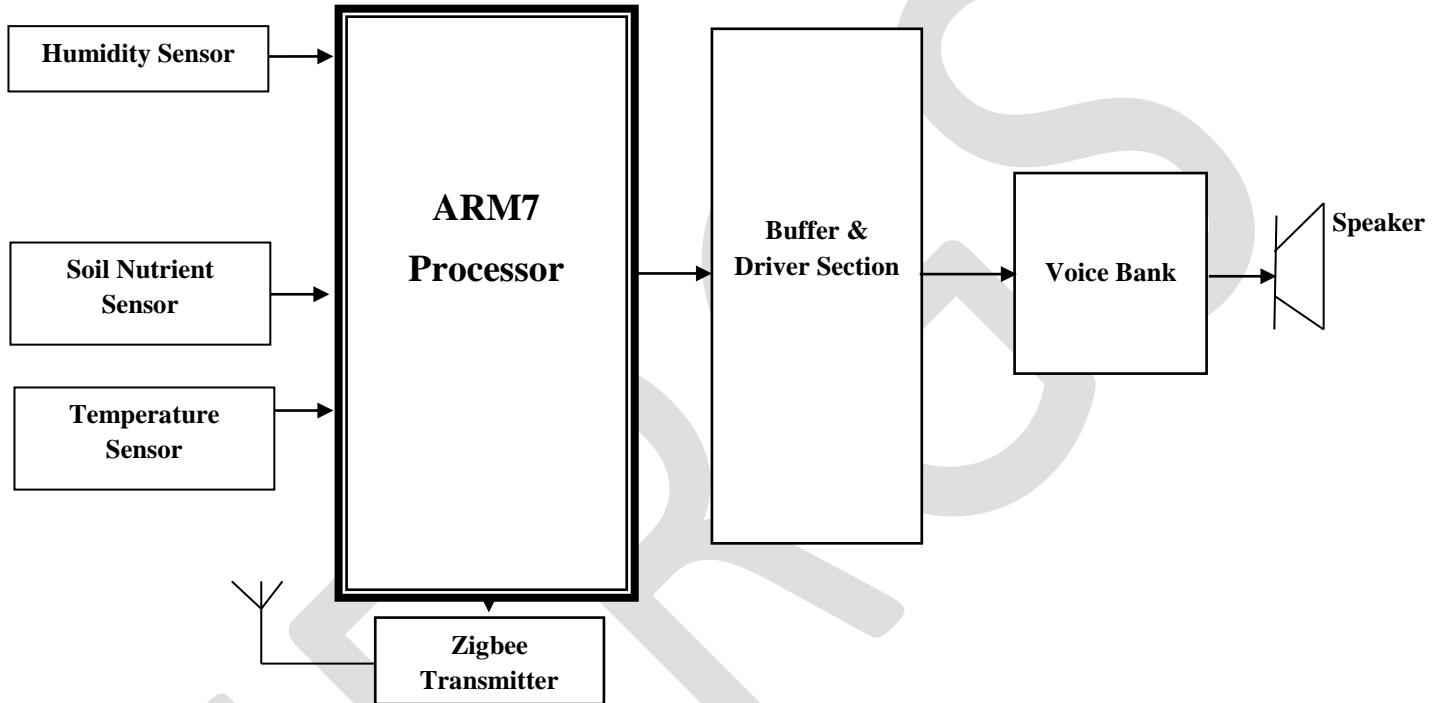 Humidity Sensor
ARM7
Processor
Soil Nutrient
Sensor
Temperature
Sensor
Buffer &
Driver Section
Voice Bank
Speaker
Zigbee
Transmitter